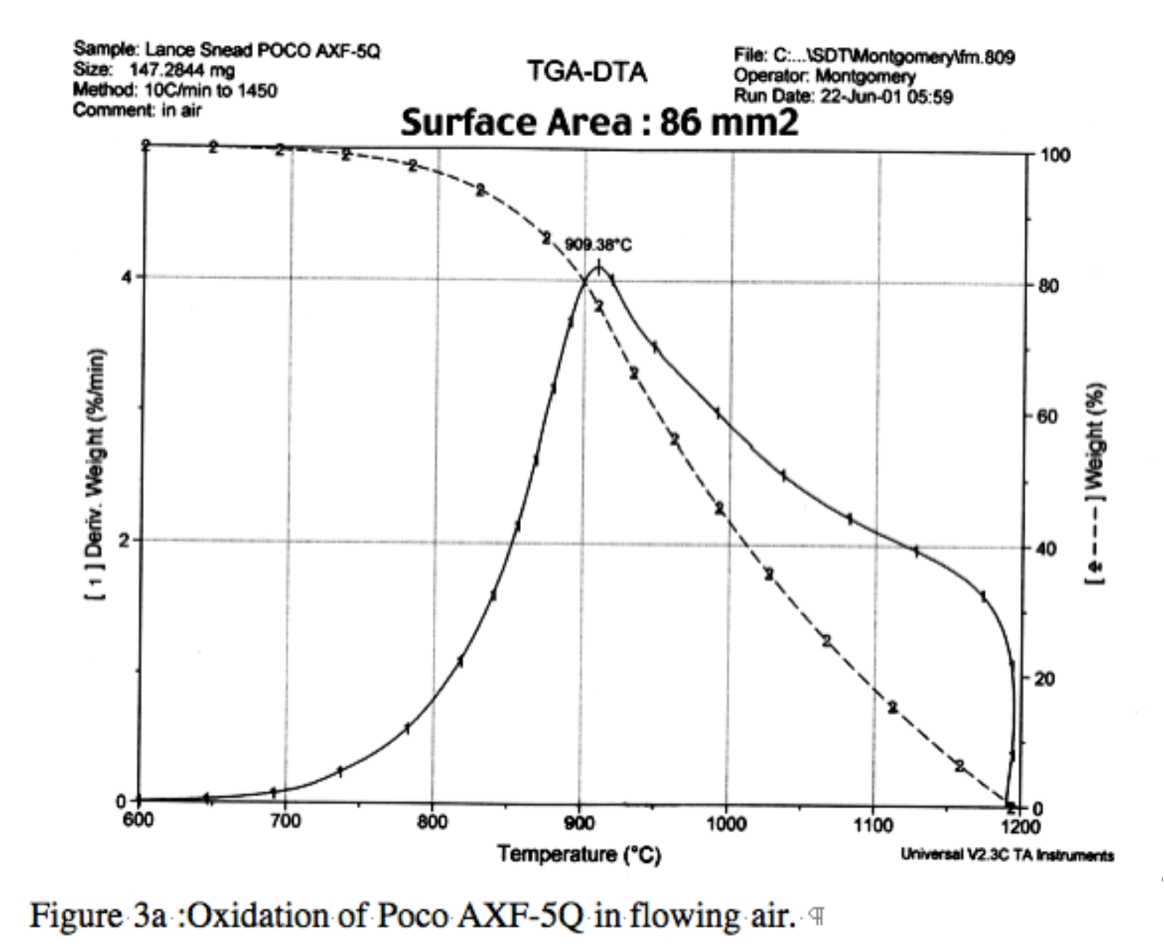 Sample: Lance Snead POCO AXF-5Q
Size: 147.2844 mg
Method: 10C/min to 1450
Comment: in air
TGA-DTA
File: C:...\SDT\Montgomery\fm.809
Operator: Montgomery
Run Date: 22-Jun-01 05:59
Surface Area : 86 mm2
909.38°C
[ 1 ] Deriv. Weight (%/min)
4
2
0
100
80
60
40
20
0
[ 2 – – – ] Weight (%)
600 700 800 900 1000 1100 1200
Temperature (°C)
Universal V2.3C TA Instruments
Figure 3a :Oxidation of Poco AXF-5Q in flowing air. ¶